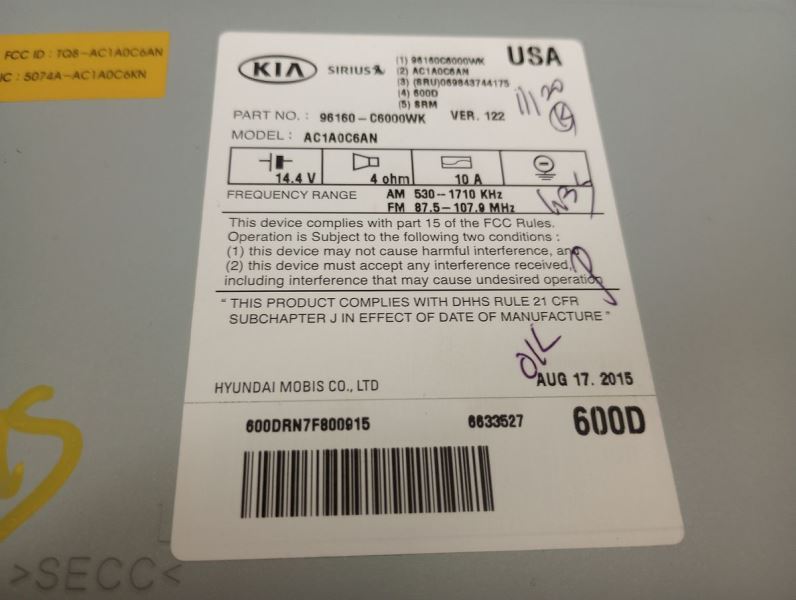 FCC ID : TQ8-AC1A0C6AN
IC : 5074A-AC1A0C6KN
KIA
SIRIUS
(1) 96160C6000WK
(2) AC1A0C6AN
(3) (SRU)069843744175
(4) 600D
(5) SRM
USA
11/20
PART NO. : 96160-C6000WK VER. 122
MODEL : AC1A0C6AN
14.4 V 4 ohm 10 A
FREQUENCY RANGE AM 530-1710 KHz
FM 87.5-107.9 MHz
This device complies with part 15 of the FCC Rules.
Operation is Subject to the following two conditions :
(1) this device may not cause harmful interference, and
(2) this device must accept any interference received,
including interference that may cause undesired operation
“ THIS PRODUCT COMPLIES WITH DHHS RULE 21 CFR
SUBCHAPTER J IN EFFECT OF DATE OF MANUFACTURE ”
HYUNDAI MOBIS CO., LTD
AUG 17. 2015
600DRN7F800915 6633527 600D
>SECC<